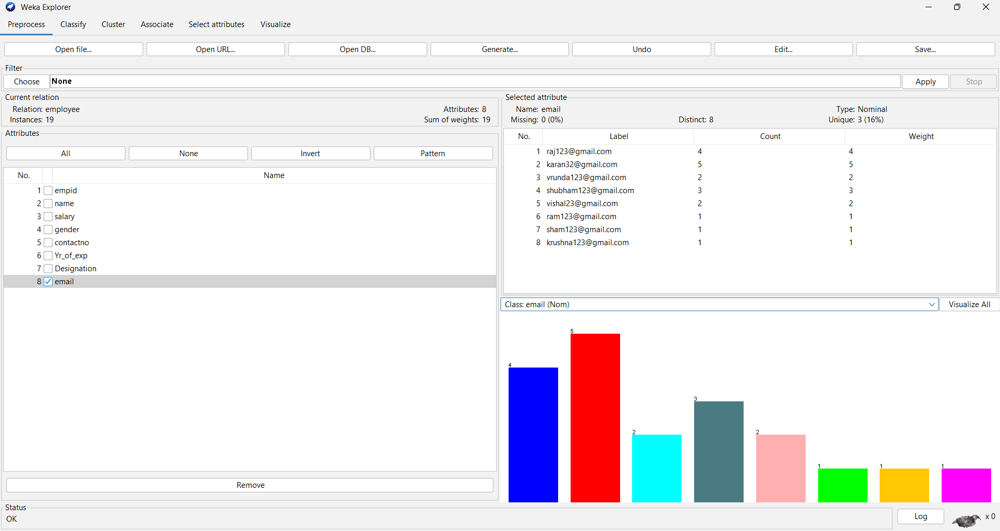 Weka Explorer
Preprocess Classify Cluster Associate Select attributes Visualize
Open file... Open URL... Open DB... Generate... Undo Edit... Save...
Filter
Choose None Apply Stop
Current relation
Relation: employee Attributes: 8
Instances: 19 Sum of weights: 19
Attributes
All None Invert Pattern
No. Name
1 empid
2 name
3 salary
4 gender
5 contactno
6 Yr_of_exp
7 Designation
8 email
Remove
Selected attribute
Name: email Type: Nominal
Missing: 0 (0%) Distinct: 8 Unique: 3 (16%)
No. Label Count Weight
1 raj123@gmail.com 4 4
2 karan32@gmail.com 5 5
3 vrunda123@gmail.com 2 2
4 shubham123@gmail.com 3 3
5 vishal23@gmail.com 2 2
6 ram123@gmail.com 1 1
7 sham123@gmail.com 1 1
8 krushna123@gmail.com 1 1
Class: email (Nom) Visualize All
4 5 2 3 2 1 1 1
Status
OK
Log x 0